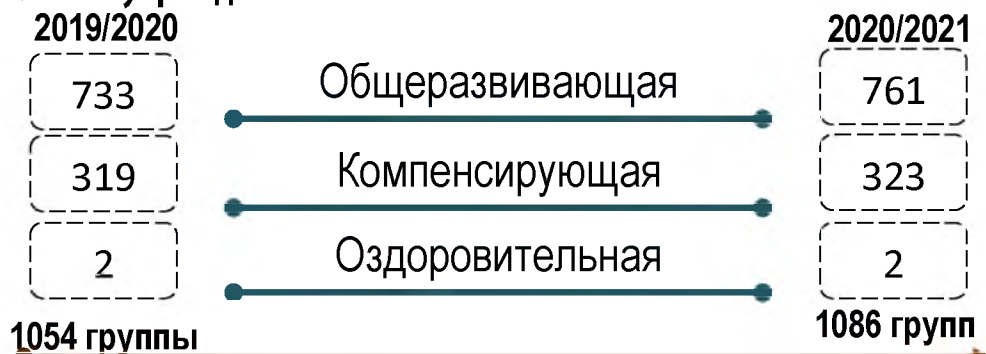 2019/2020 2020/2021
733 Общеразвивающая 761
319 Компенсирующая 323
2 Оздоровительная 2
1054 группы 1086 групп